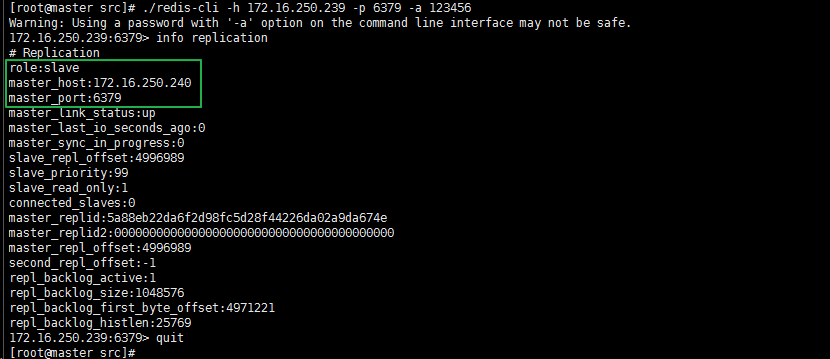 [root@master src]# ./redis-cli -h 172.16.250.239 -p 6379 -a 123456
Warning: Using a password with '-a' option on the command line interface may not be safe.
172.16.250.239:6379> info replication
# Replication
role:slave
master_host:172.16.250.240
master_port:6379
master_link_status:up
master_last_io_seconds_ago:0
master_sync_in_progress:0
slave_repl_offset:4996989
slave_priority:99
slave_read_only:1
connected_slaves:0
master_replid:5a88eb22da6f2d98fc5d28f44226da02a9da674e
master_replid2:0000000000000000000000000000000000000000
master_repl_offset:4996989
second_repl_offset:-1
repl_backlog_active:1
repl_backlog_size:1048576
repl_backlog_first_byte_offset:4971221
repl_backlog_histlen:25769
172.16.250.239:6379> quit
[root@master src]#